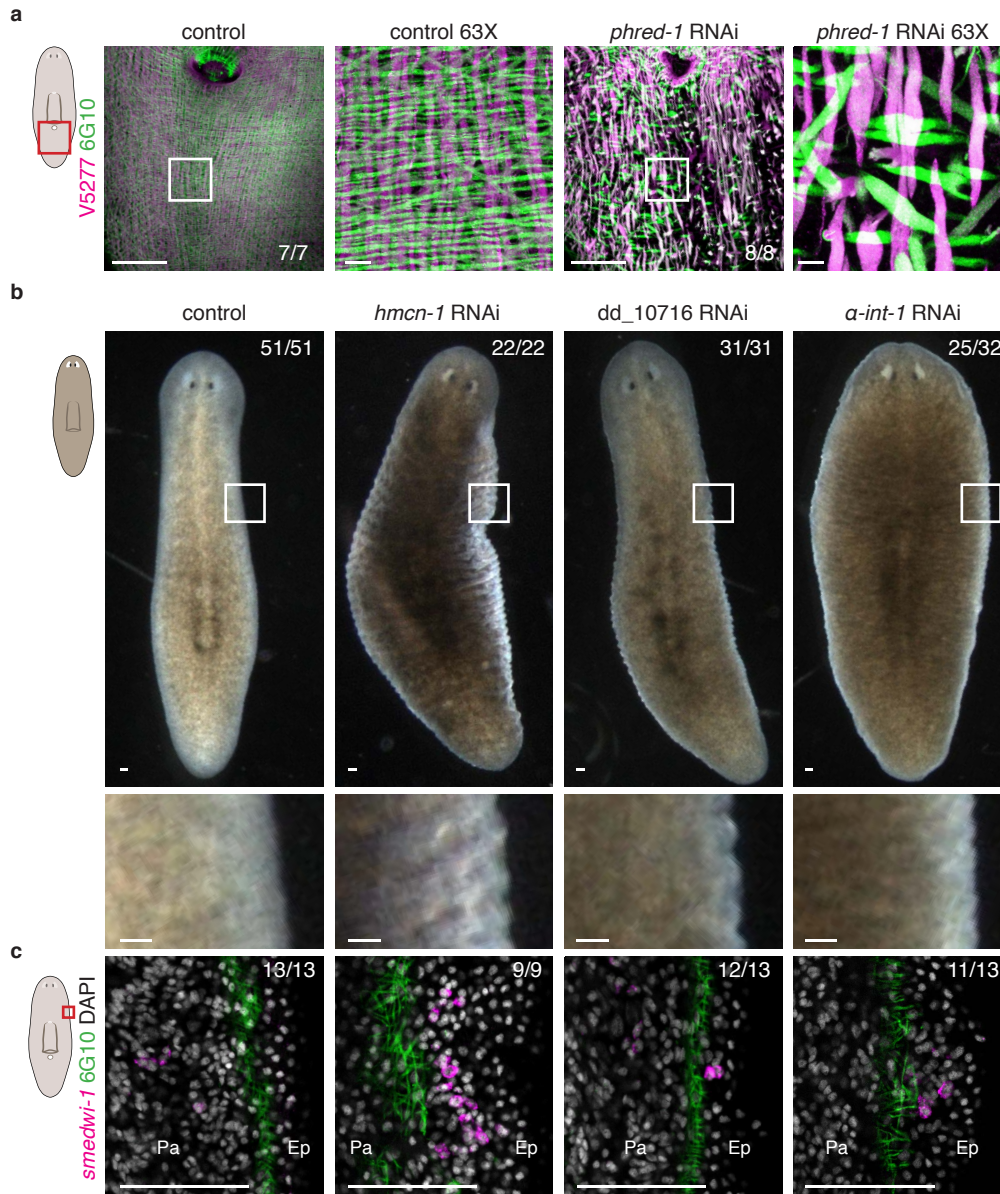 a
control
control 63X
phred-1 RNAi
phred-1 RNAi 63X
V5277 6G10
7/7
8/8
b
control
hmcn-1 RNAi
dd_10716 RNAi
α-int-1 RNAi
51/51
22/22
31/31
25/32
c
smedwi-1 6G10 DAPI
13/13
9/9
12/13
11/13
Pa
Ep
Pa
Ep
Pa
Ep
Pa
Ep